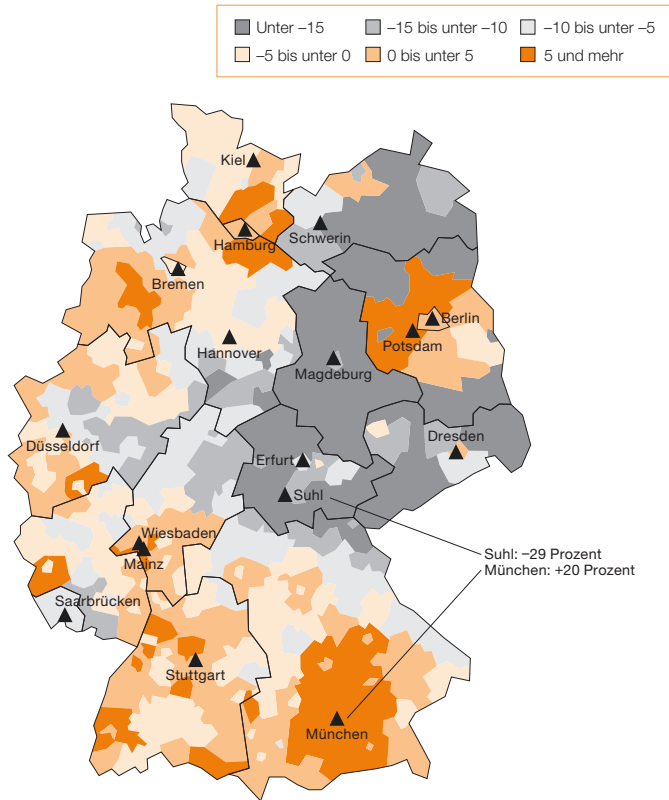 Unter –15
–15 bis unter –10
–10 bis unter –5
–5 bis unter 0
0 bis unter 5
5 und mehr
Kiel
Schwerin
Hamburg
Bremen
Berlin
Potsdam
Hannover
Magdeburg
Düsseldorf
Dresden
Erfurt
Suhl
Wiesbaden
Mainz
Suhl: –29 Prozent
München: +20 Prozent
Saarbrücken
Stuttgart
München